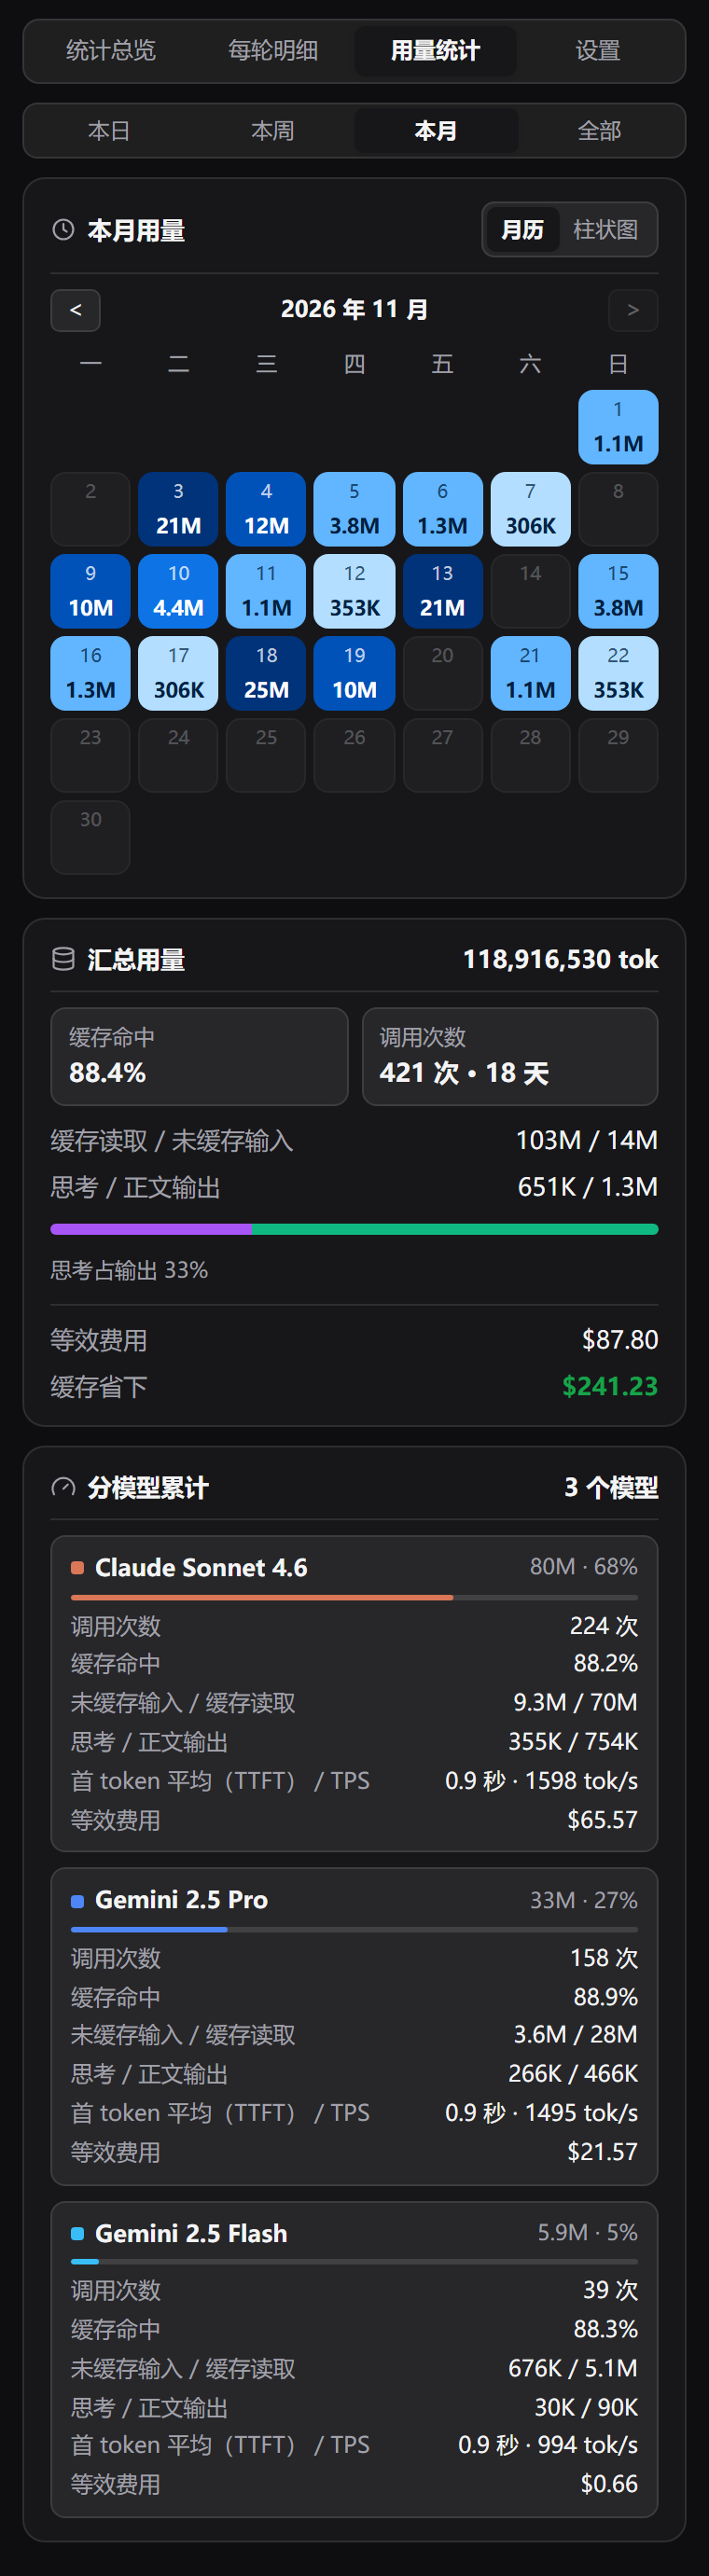 统计总览 每轮明细 用量统计 设置
本日 本周 本月 全部
本月用量 月历 柱状图
< 2026 年 11 月 >
一 二 三 四 五 六 日
1
1.1M
2 3 4 5 6 7 8
21M 12M 3.8M 1.3M 306K
9 10 11 12 13 14 15
10M 4.4M 1.1M 353K 21M 3.8M
16 17 18 19 20 21 22
1.3M 306K 25M 10M 1.1M 353K
23 24 25 26 27 28 29
30
汇总用量 118,916,530 tok
缓存命中 调用次数
88.4% 421 次 • 18 天
缓存读取 / 未缓存输入 103M / 14M
思考 / 正文输出 651K / 1.3M
思考占输出 33%
等效费用 $87.80
缓存省下 $241.23
分模型累计 3 个模型
Claude Sonnet 4.6 80M · 68%
调用次数 224 次
缓存命中 88.2%
未缓存输入 / 缓存读取 9.3M / 70M
思考 / 正文输出 355K / 754K
首 token 平均（TTFT） / TPS 0.9 秒 · 1598 tok/s
等效费用 $65.57
Gemini 2.5 Pro 33M · 27%
调用次数 158 次
缓存命中 88.9%
未缓存输入 / 缓存读取 3.6M / 28M
思考 / 正文输出 266K / 466K
首 token 平均（TTFT） / TPS 0.9 秒 · 1495 tok/s
等效费用 $21.57
Gemini 2.5 Flash 5.9M · 5%
调用次数 39 次
缓存命中 88.3%
未缓存输入 / 缓存读取 676K / 5.1M
思考 / 正文输出 30K / 90K
首 token 平均（TTFT） / TPS 0.9 秒 · 994 tok/s
等效费用 $0.66